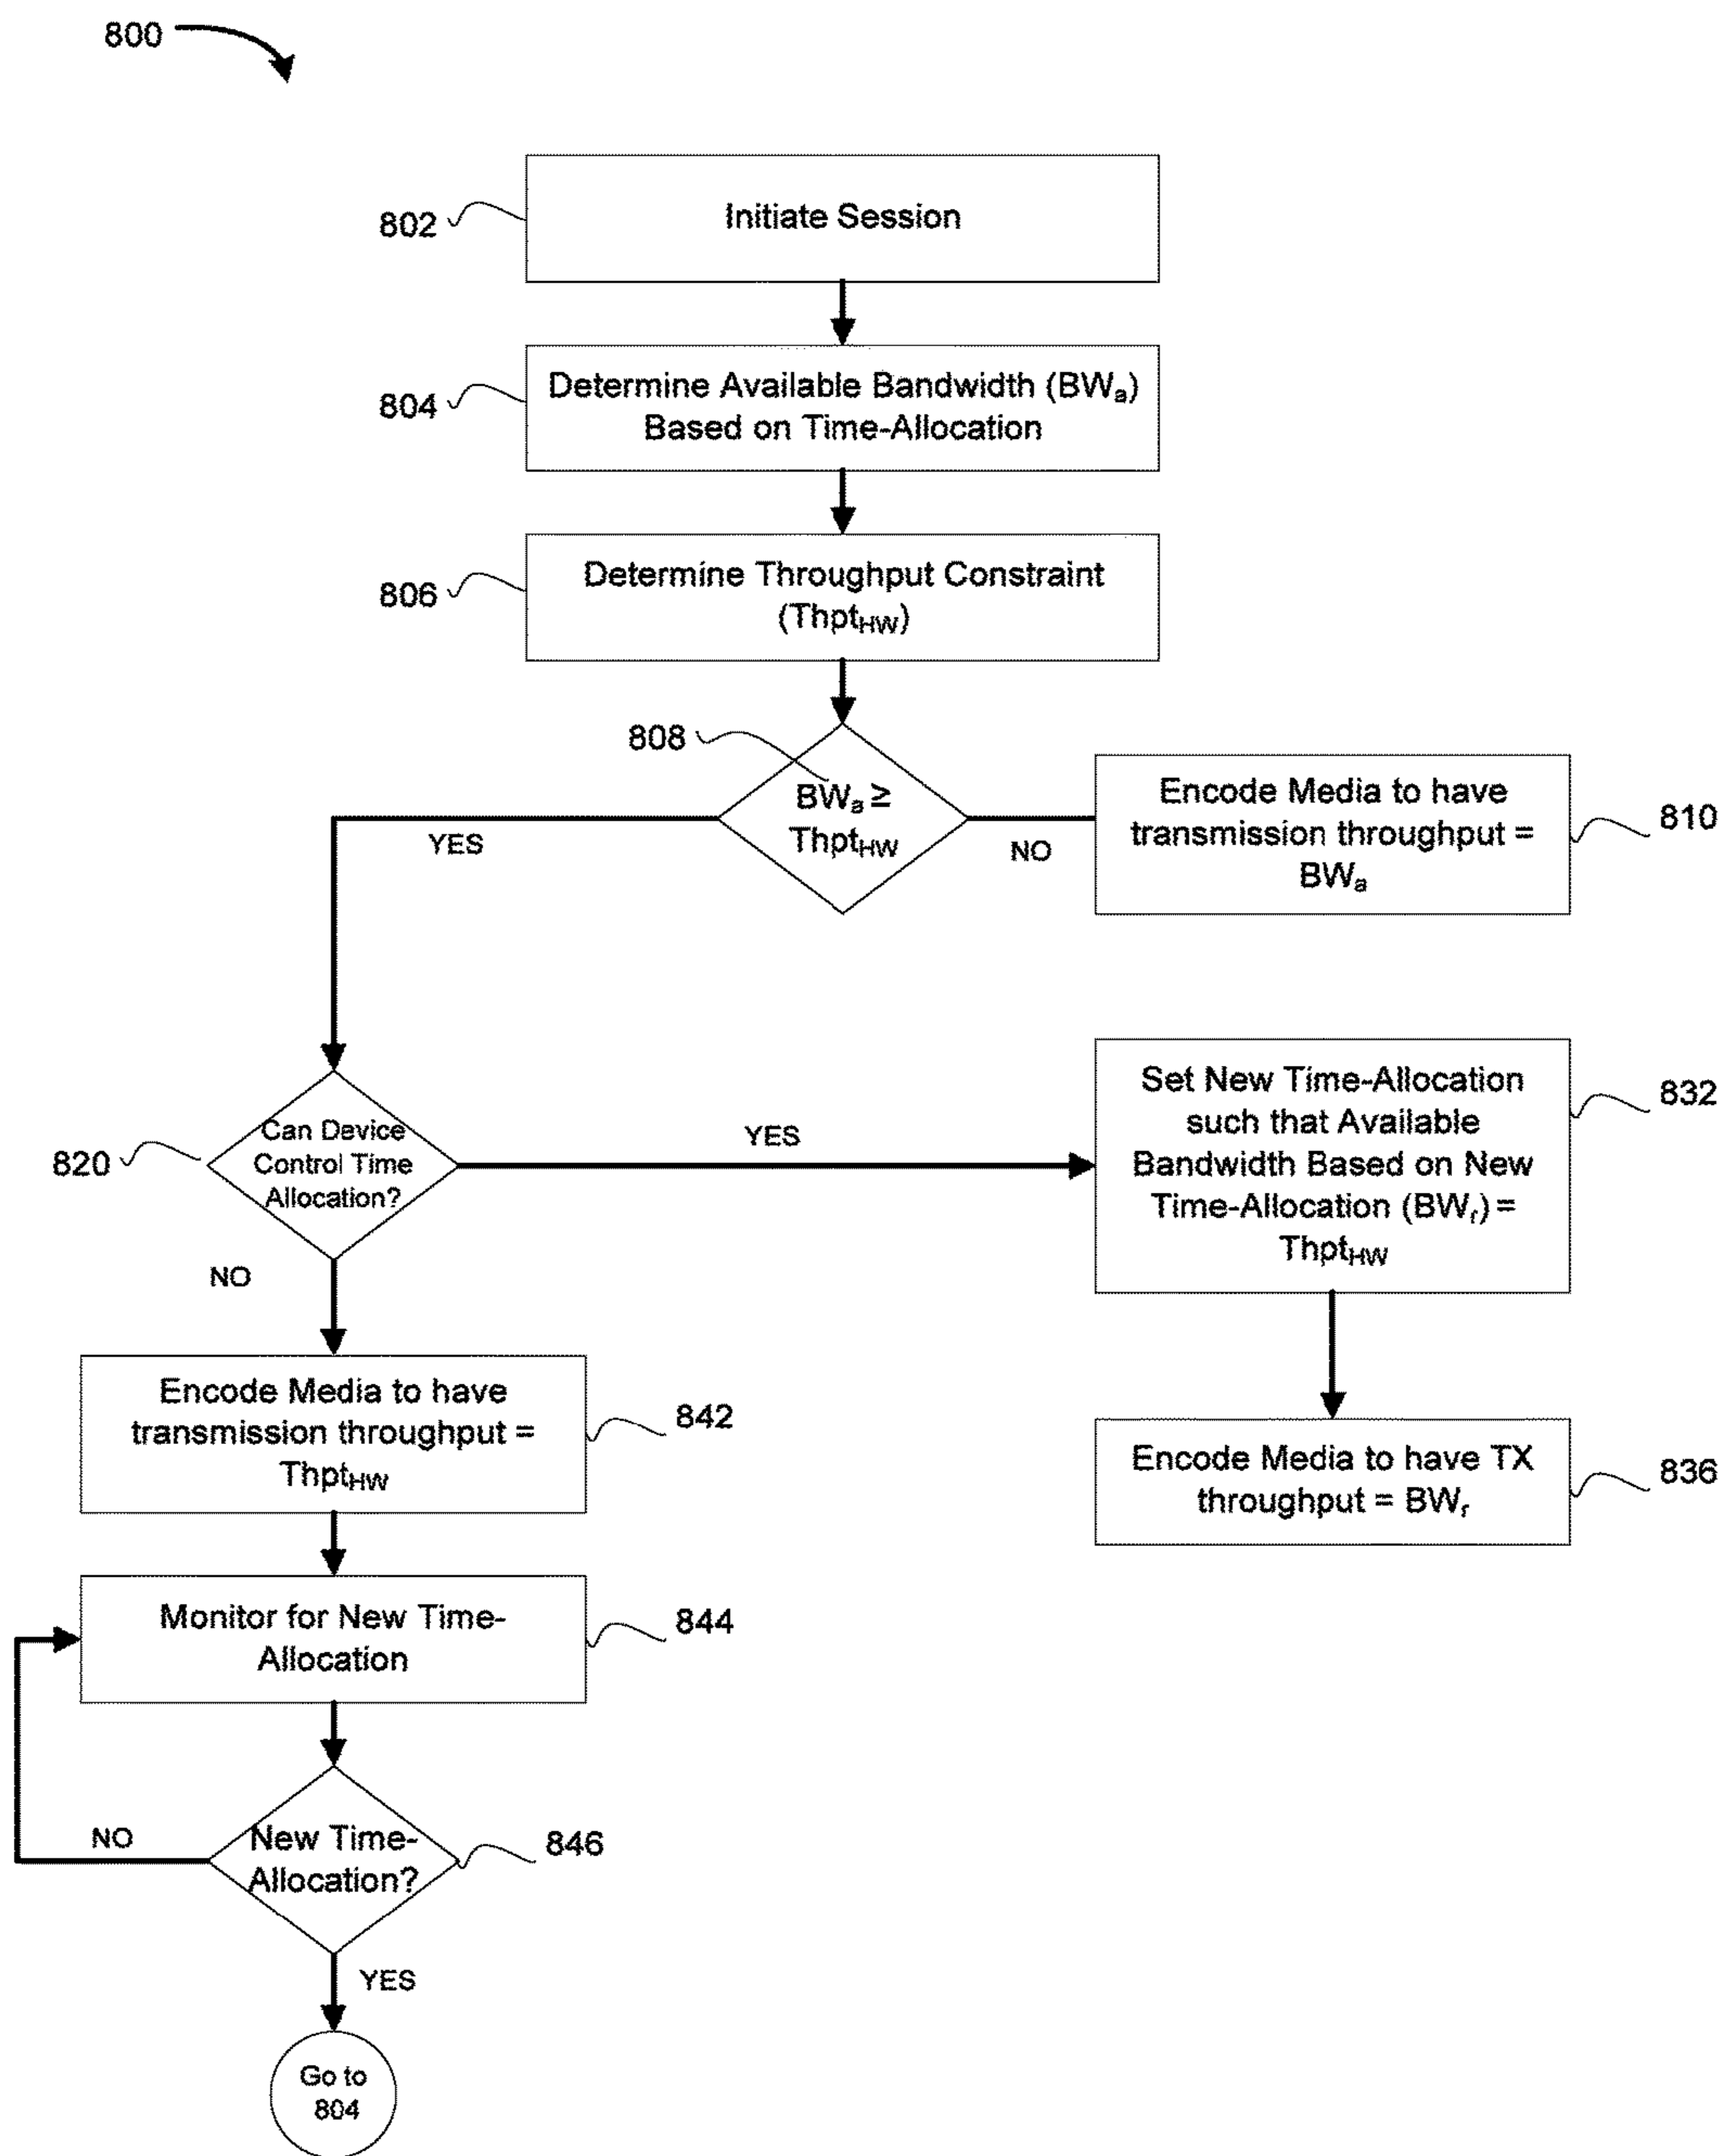 800
802
Initiate Session
804
Determine Available Bandwidth (BWa)
Based on Time-Allocation
806
Determine Throughput Constraint
(ThptHW)
808
BWa ≥
ThptHW
YES
NO
Encode Media to have
transmission throughput =
BWa
810
820
Can Device
Control Time
Allocation?
YES
NO
Set New Time-Allocation
such that Available
Bandwidth Based on New
Time-Allocation (BWr) =
ThptHW
832
Encode Media to have
transmission throughput =
ThptHW
842
Encode Media to have TX
throughput = BWr
836
Monitor for New Time-
Allocation
844
New Time-
Allocation?
846
NO
YES
Go to
804